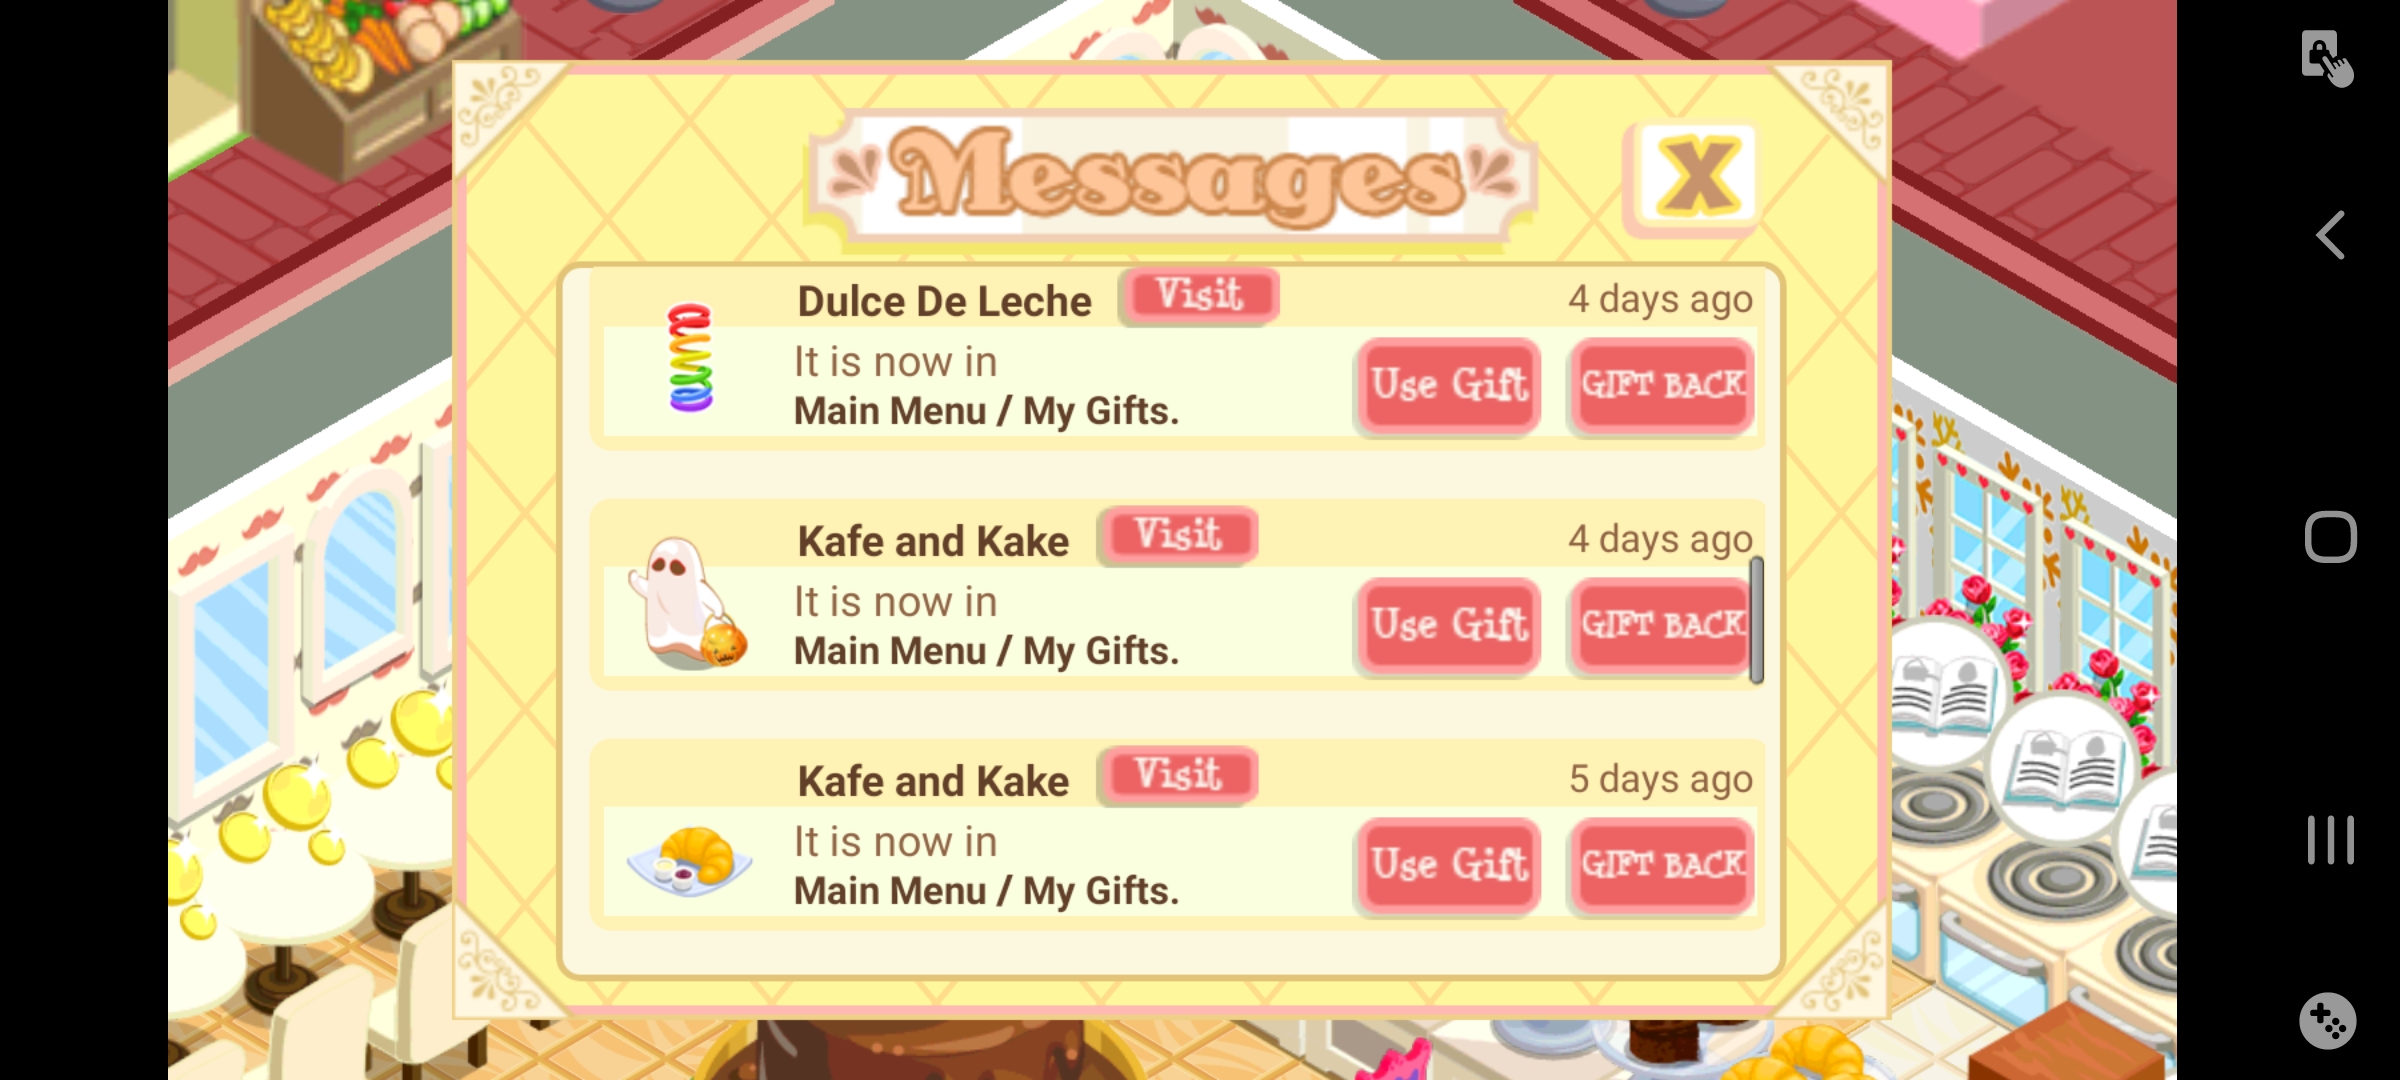 Messages
X
Dulce De Leche Visit 4 days ago
It is now in
Main Menu / My Gifts.
Use Gift GIFT BACK
Kafe and Kake Visit 4 days ago
It is now in
Main Menu / My Gifts.
Use Gift GIFT BACK
Kafe and Kake Visit 5 days ago
It is now in
Main Menu / My Gifts.
Use Gift GIFT BACK